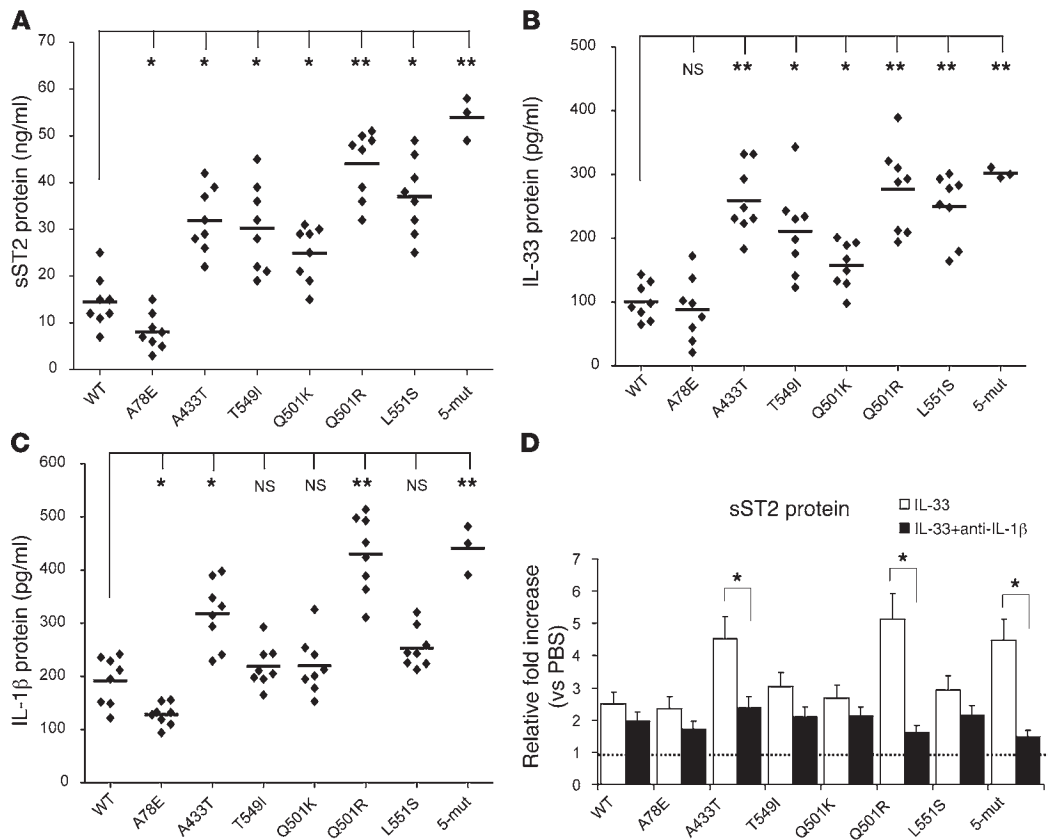 A
sST2 protein (ng/ml)
70
60
50
40
30
20
10
0
* * * * ** * **
WT A78E A433T T549I Q501K Q501R L551S 5-mut
B
IL-33 protein (pg/ml)
500
400
300
200
100
0
NS ** * * ** ** **
WT A78E A433T T549I Q501K Q501R L551S 5-mut
C
IL-1β protein (pg/ml)
600
500
400
300
200
100
0
* * NS NS ** NS **
WT A78E A433T T549I Q501K Q501R L551S 5-mut
D
sST2 protein
IL-33
IL-33+anti-IL-1β
Relative fold increase
(vs PBS)
7
6
5
4
3
2
1
0
* * *
WT A78E A433T T549I Q501K Q501R L551S 5-mut